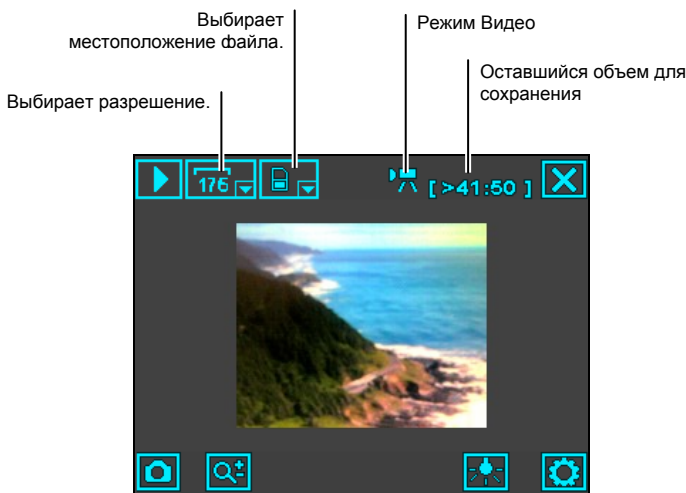 Выбирает
местоположение файла.
Режим Видео
Оставшийся объем для
сохранения
Выбирает разрешение.
176
[ >41:50 ]